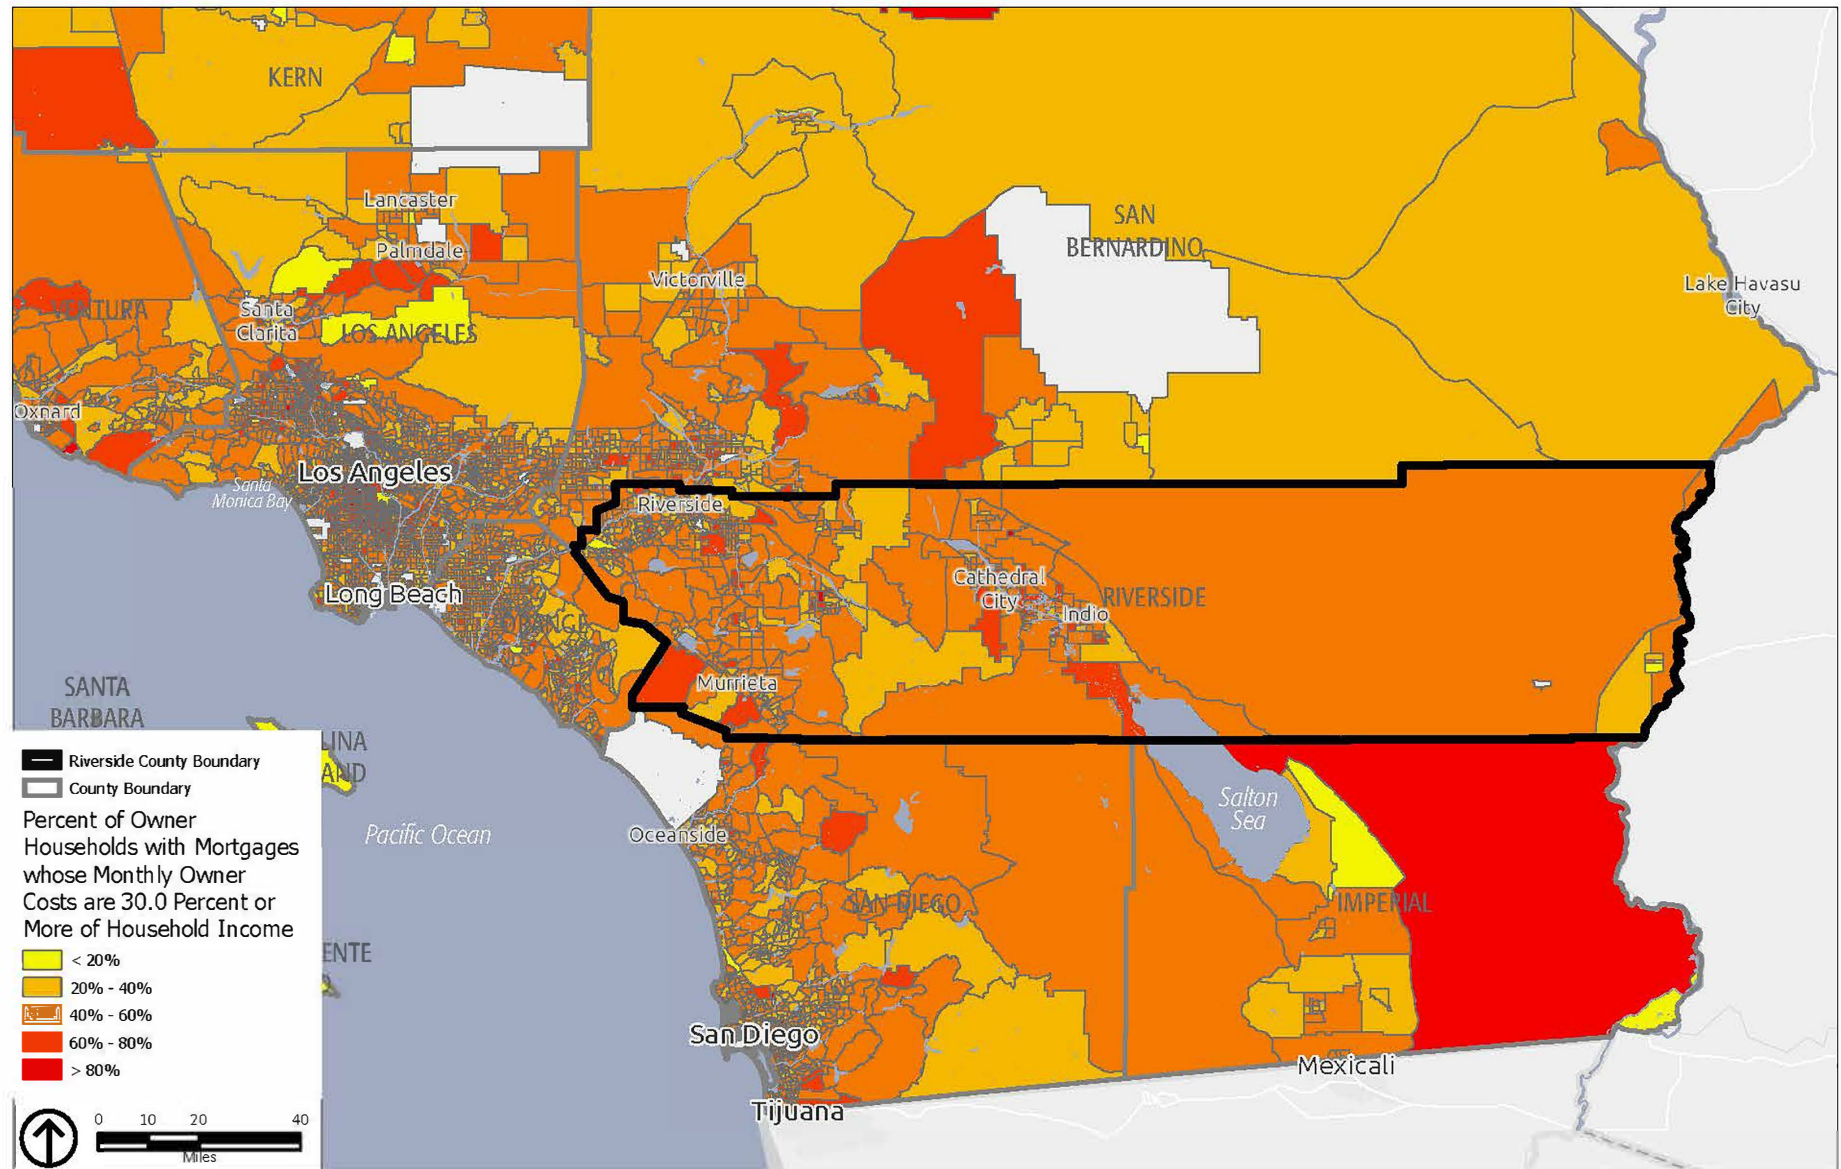 KERN
Lancaster
Palmdale
SAN
BERNARDINO
Victorville
Lake Havasu
City
VENTURA
Santa
Clarita
LOS ANGELES
Oxnard
Los Angeles
Santa
Monica Bay
Riverside
Long Beach
Cathedral
City
RIVERSIDE
Indio
Murrieta
SANTA
BARBARA
LINA
AND
Pacific Ocean
Oceanside
Salton
Sea
SAN DIEGO
IMPERIAL
ENTE
San Diego
Mexicali
Tijuana
Riverside County Boundary
County Boundary
Percent of Owner
Households with Mortgages
whose Monthly Owner
Costs are 30.0 Percent or
More of Household Income
< 20%
20% - 40%
40% - 60%
60% - 80%
> 80%
0 10 20 40
Miles